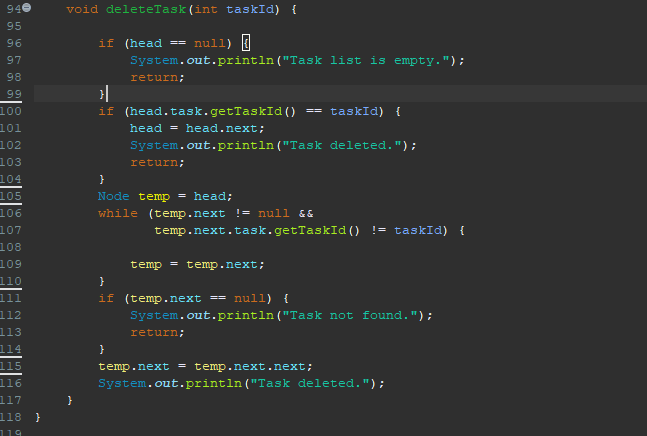 94 void deleteTask(int taskId) {
95
96 if (head == null) {
97 System.out.println("Task list is empty.");
98 return;
99 }
100 if (head.task.getTaskId() == taskId) {
101 head = head.next;
102 System.out.println("Task deleted.");
103 return;
104 }
105 Node temp = head;
106 while (temp.next != null &&
107 temp.next.task.getTaskId() != taskId) {
108
109 temp = temp.next;
110 }
111 if (temp.next == null) {
112 System.out.println("Task not found.");
113 return;
114 }
115 temp.next = temp.next.next;
116 System.out.println("Task deleted.");
117 }
118 }
119